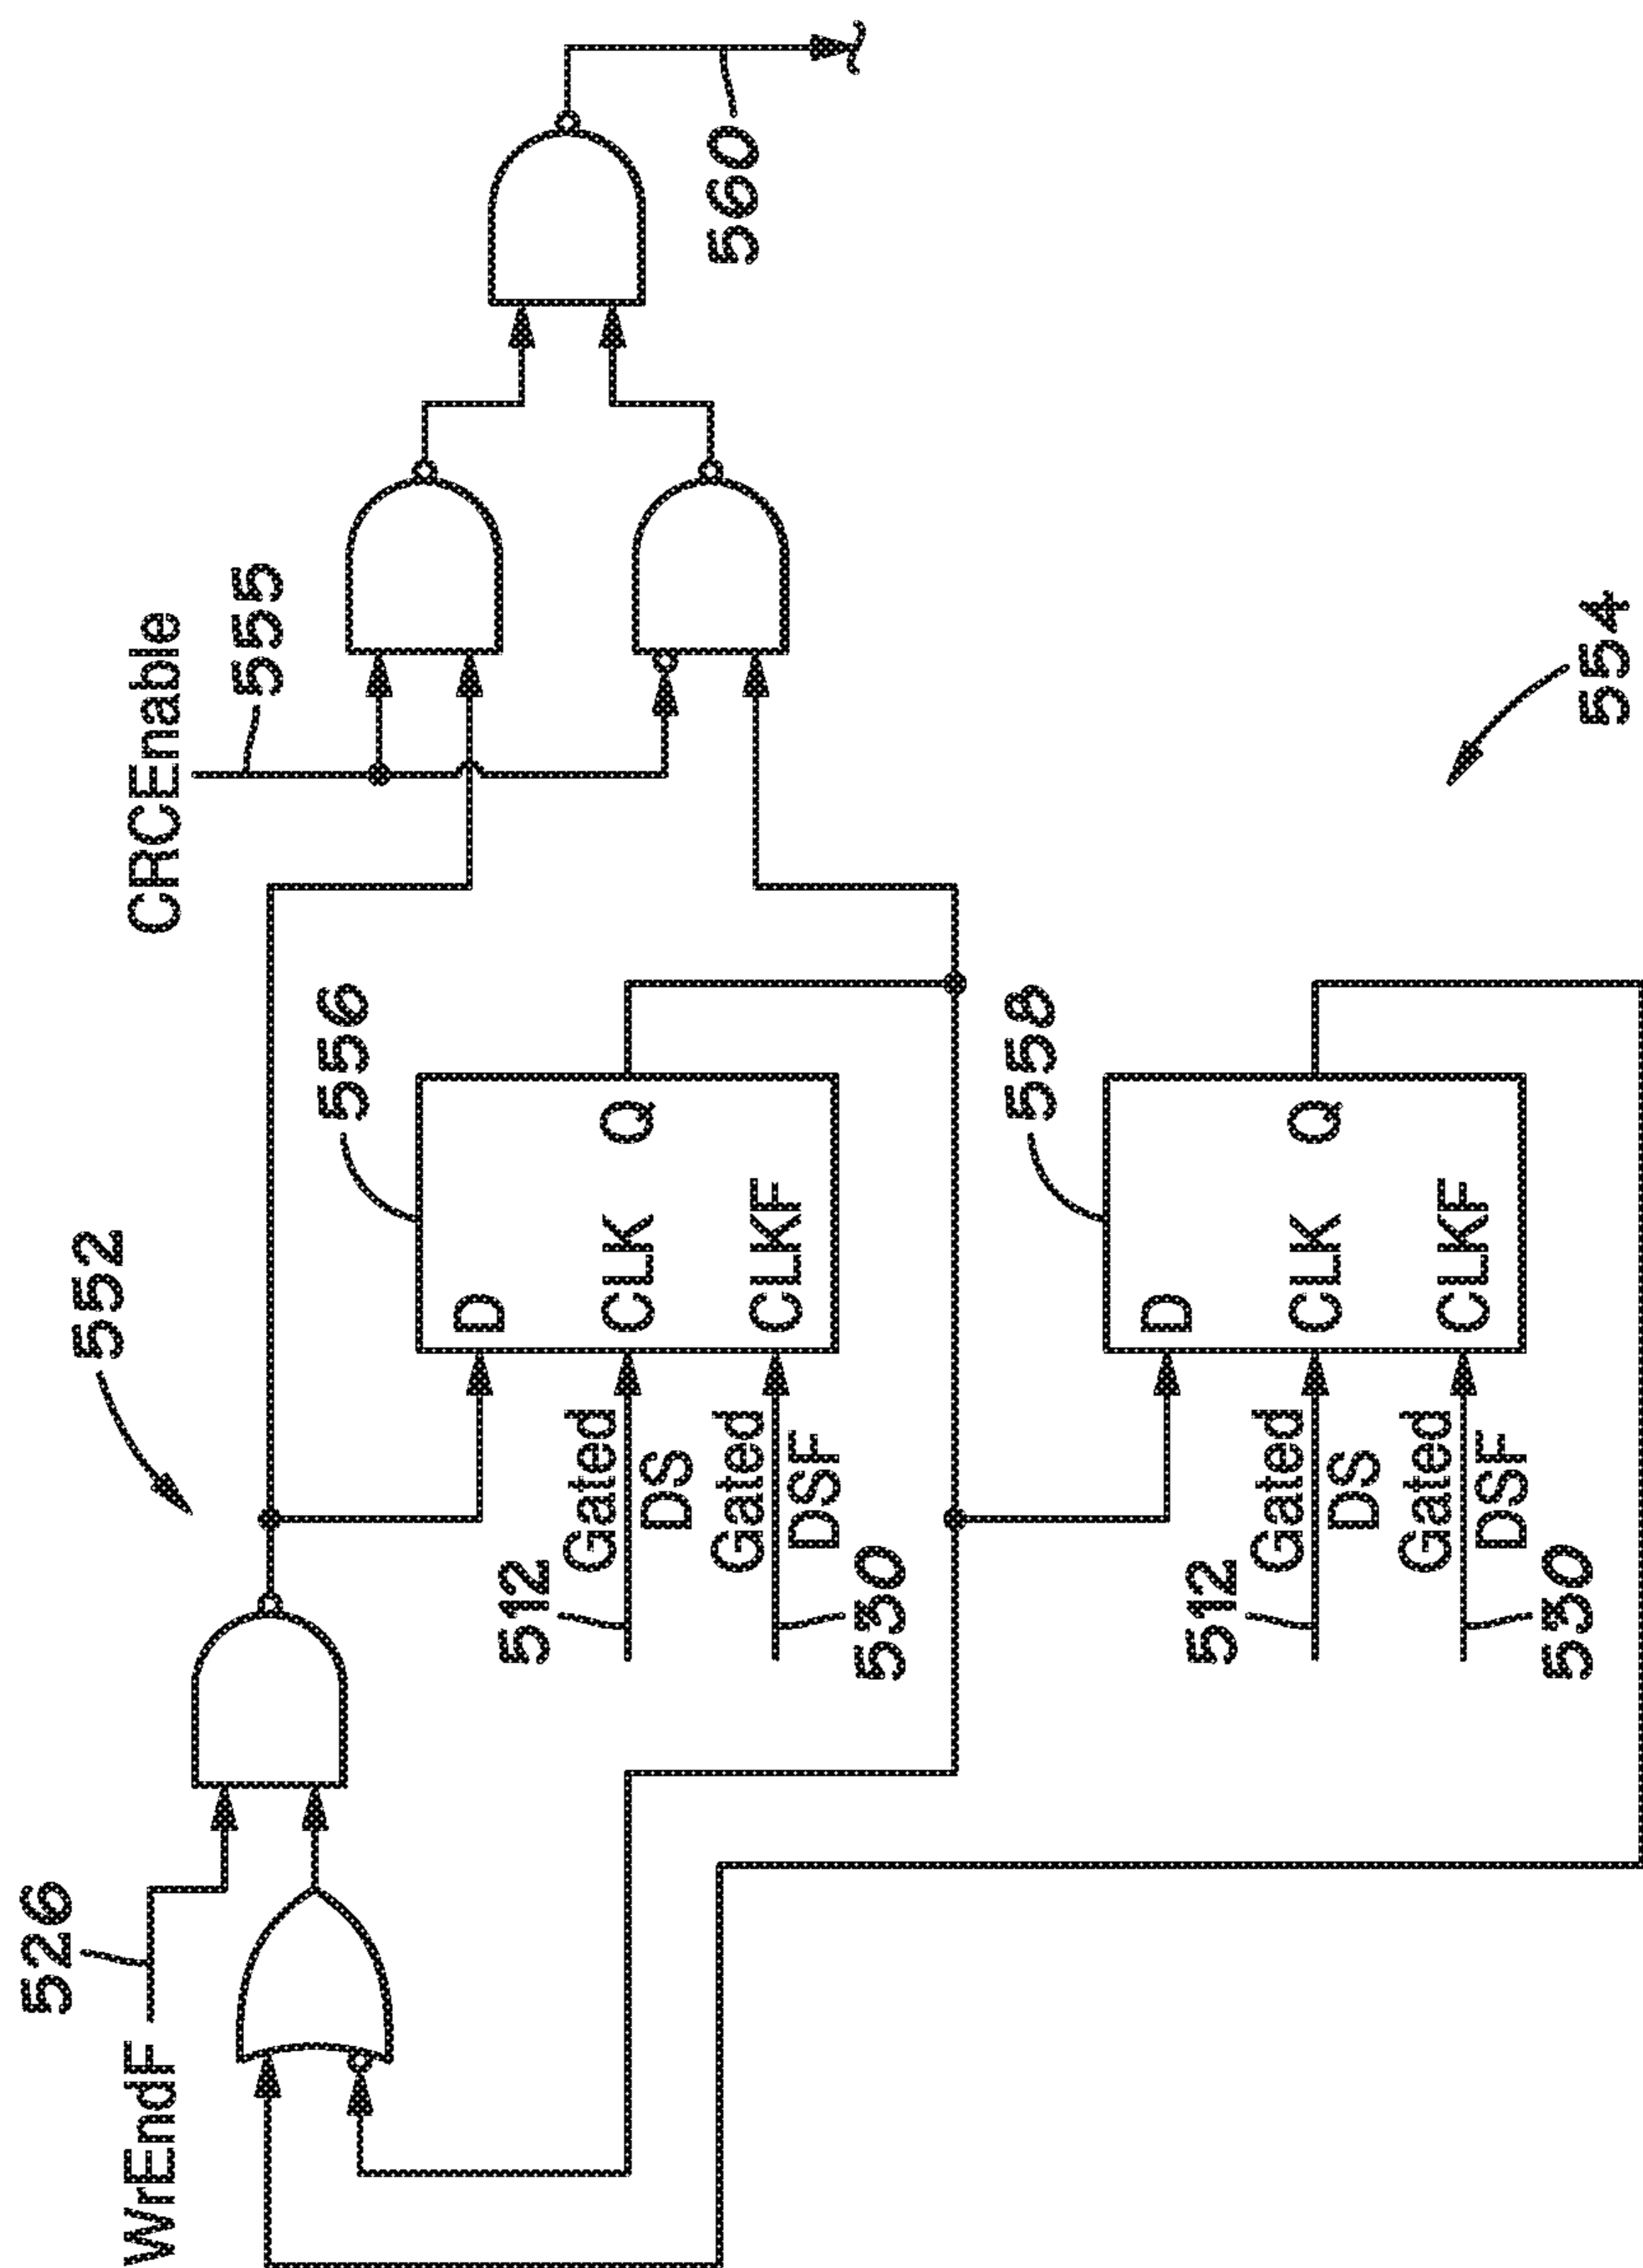 WrEndF
526
552
CRCEnable
555
556
D
CLK
Q
CLKF
512
Gated
DS
Gated
DSF
530
560
558
D
CLK
Q
CLKF
512
Gated
DS
Gated
DSF
530
554